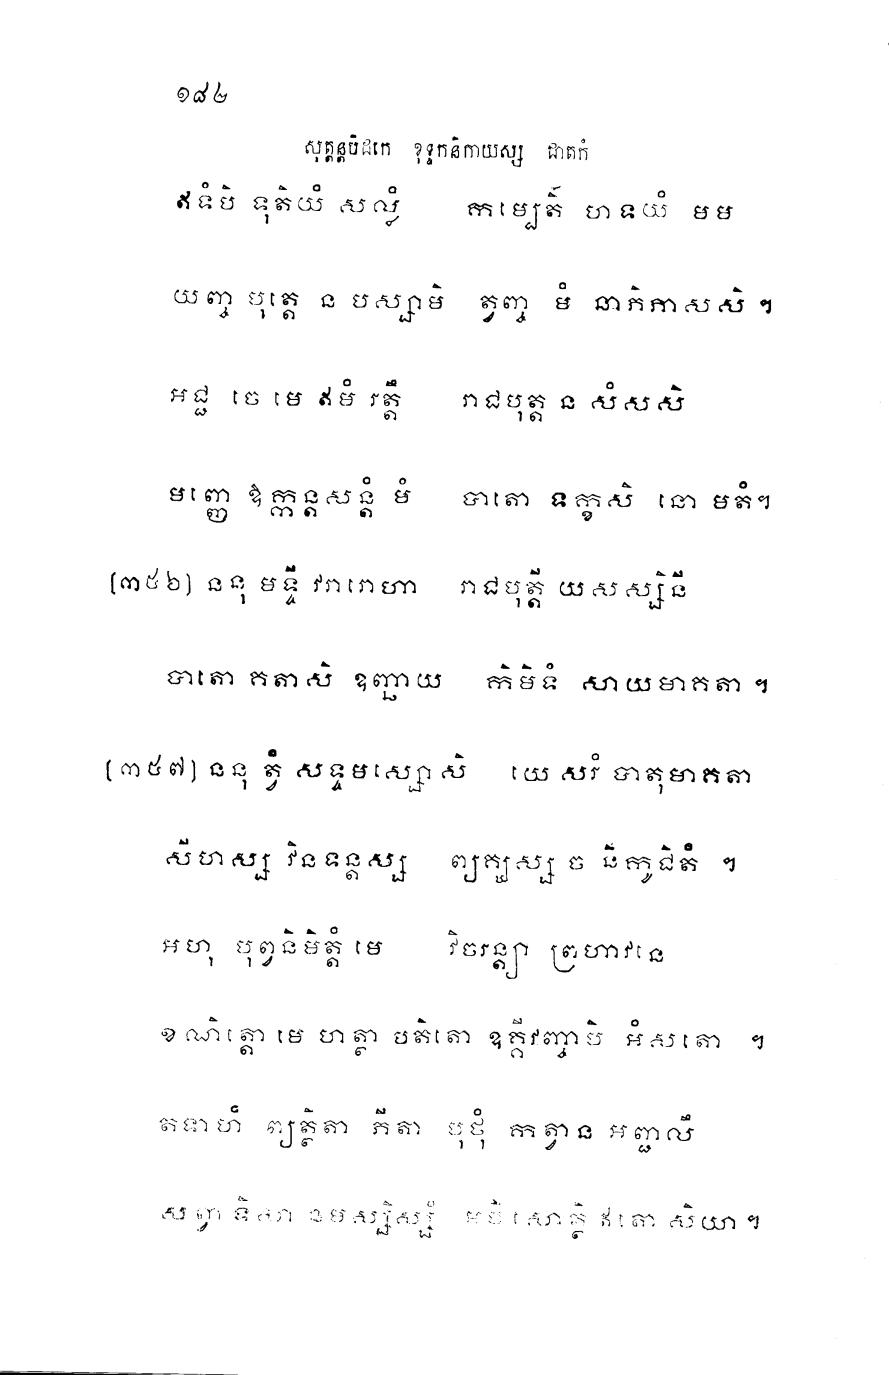 ១៨៤
សុត្តន្តបិដកេ ខុទ្ទកនិកាយស្ស ជាតកំ
ឥទំបិ ទុតិយំ សល្លំ កម្បេតិ ហទយំ មម
យញ្ច បុត្តេ ន បស្សាមិ ត្វញ្ច មំ នាភិភាសសិ ។
អជ្ជ ចេ មេ ឥមំ រត្តឹ រាជបុត្ត ន សំសសិ
មញ្ញេ ឱក្កន្តសន្តំ មំ បាតោ ទក្ខសិ នោ មតំ។
[៣៥៦] ននុ មទ្ទី វរារោហា រាជបុត្តី យសស្សិនី
បាតោ គតាសិ ឧញ្ឆាយ កិមិទំ សាយមាគតា ។
[៣៥៧] ននុ ត្វំ សទ្ទមស្សោសិ យេ សរំ បាតុមាគតា
សីហស្ស វិនទន្តស្ស ព្យគ្ឃស្ស ច និកូជិតំ ។
អហុ បុព្វនិមិត្តំ មេ វិចរន្ត្យា ព្រហាវនេ
ខណិត្តោ មេ ហត្ថា បតិតោ ឧគ្គីវញ្ចាបិ អំសតោ ។
តទាហំ ព្យត្ថិតា ភីតា បុថុំ កត្វាន អញ្ជលឹ
សព្វា ទិសា នមស្សិស្សំ អបិ សោត្ថិ ឥតោ សិយា ។